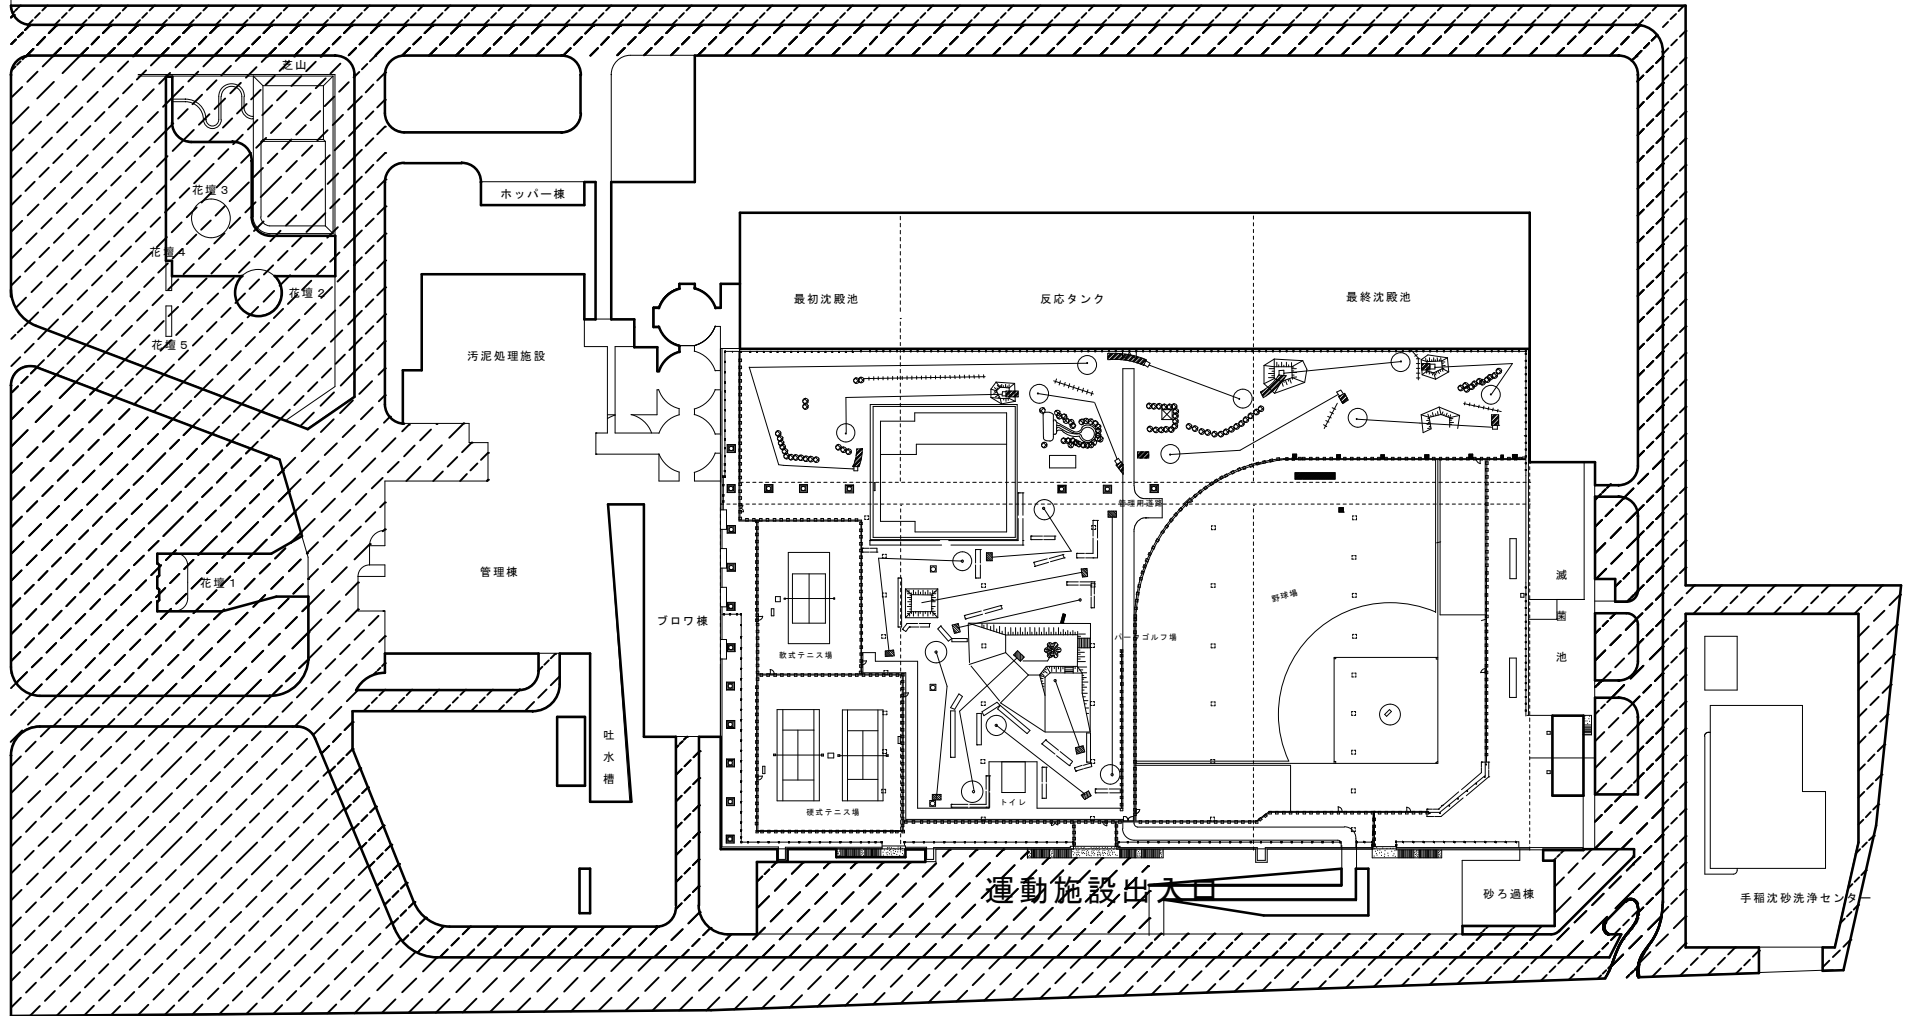 芝山
花壇3
ホッパー棟
花壇4
花壇2
花壇5
最初沈殿池
反応タンク
最終沈殿池
汚泥処理施設
管理用道路
花壇1
管理棟
ブロワ棟
野球場
滅菌池
軟式テニス場
パークゴルフ場
吐水槽
硬式テニス場
トイレ
運動施設出入口
砂ろ過棟
手稲沈砂洗浄センター